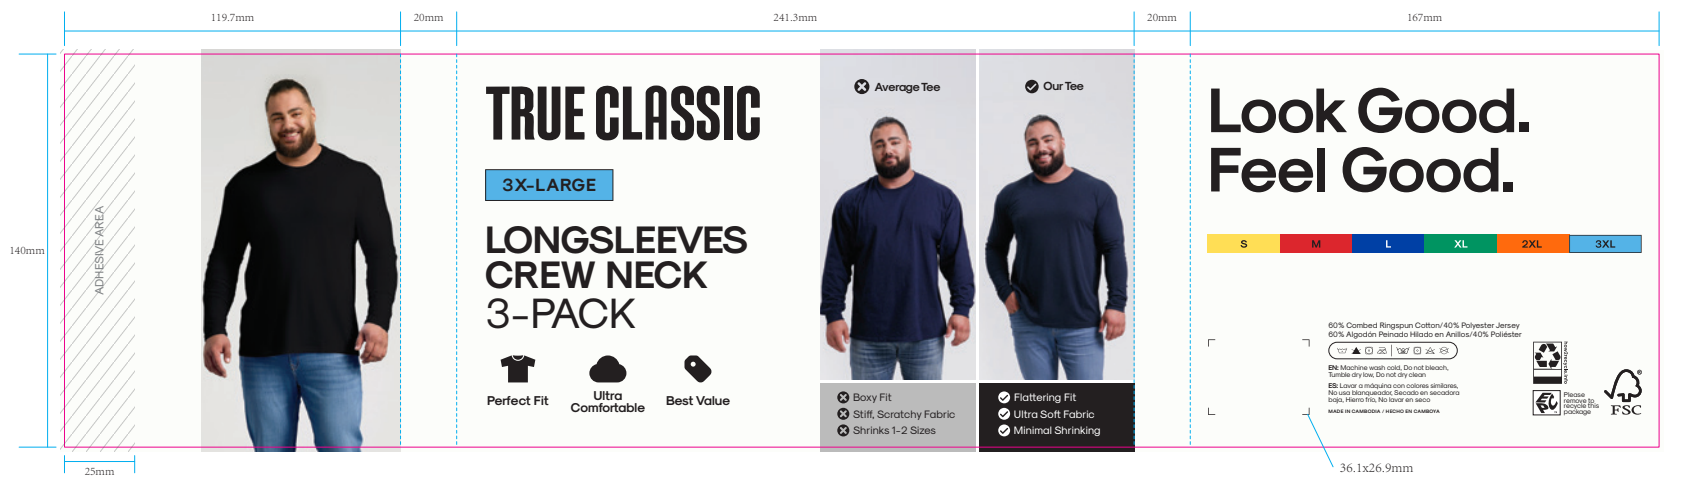 119.7mm
20mm
241.3mm
20mm
167mm
140mm
ADHESIVE AREA
25mm
TRUE CLASSIC
3X-LARGE
LONGSLEEVES
CREW NECK
3-PACK
Perfect Fit
Ultra
Comfortable
Best Value
Average Tee
Our Tee
Boxy Fit
Stiff, Scratchy Fabric
Shrinks 1-2 Sizes
Flattering Fit
Ultra Soft Fabric
Minimal Shrinking
Look Good.
Feel Good.
S M L XL 2XL 3XL
60% Combed Ringspun Cotton/40% Polyester Jersey
60% Algodón Peinado Hilado en Anillos/40% Poliéster
EN: Machine wash cold, Do not bleach,
Tumble dry low, Do not dry clean
ES: Lavar a máquina con colores similares,
No usa blanqueador, Secado en secadora
baja, Hierro frío, No lavar en seco
MADE IN CAMBODIA / HECHO EN CAMBOYA
how2recycle.info
Please
remove to
recycle this
package
FSC
36.1x26.9mm